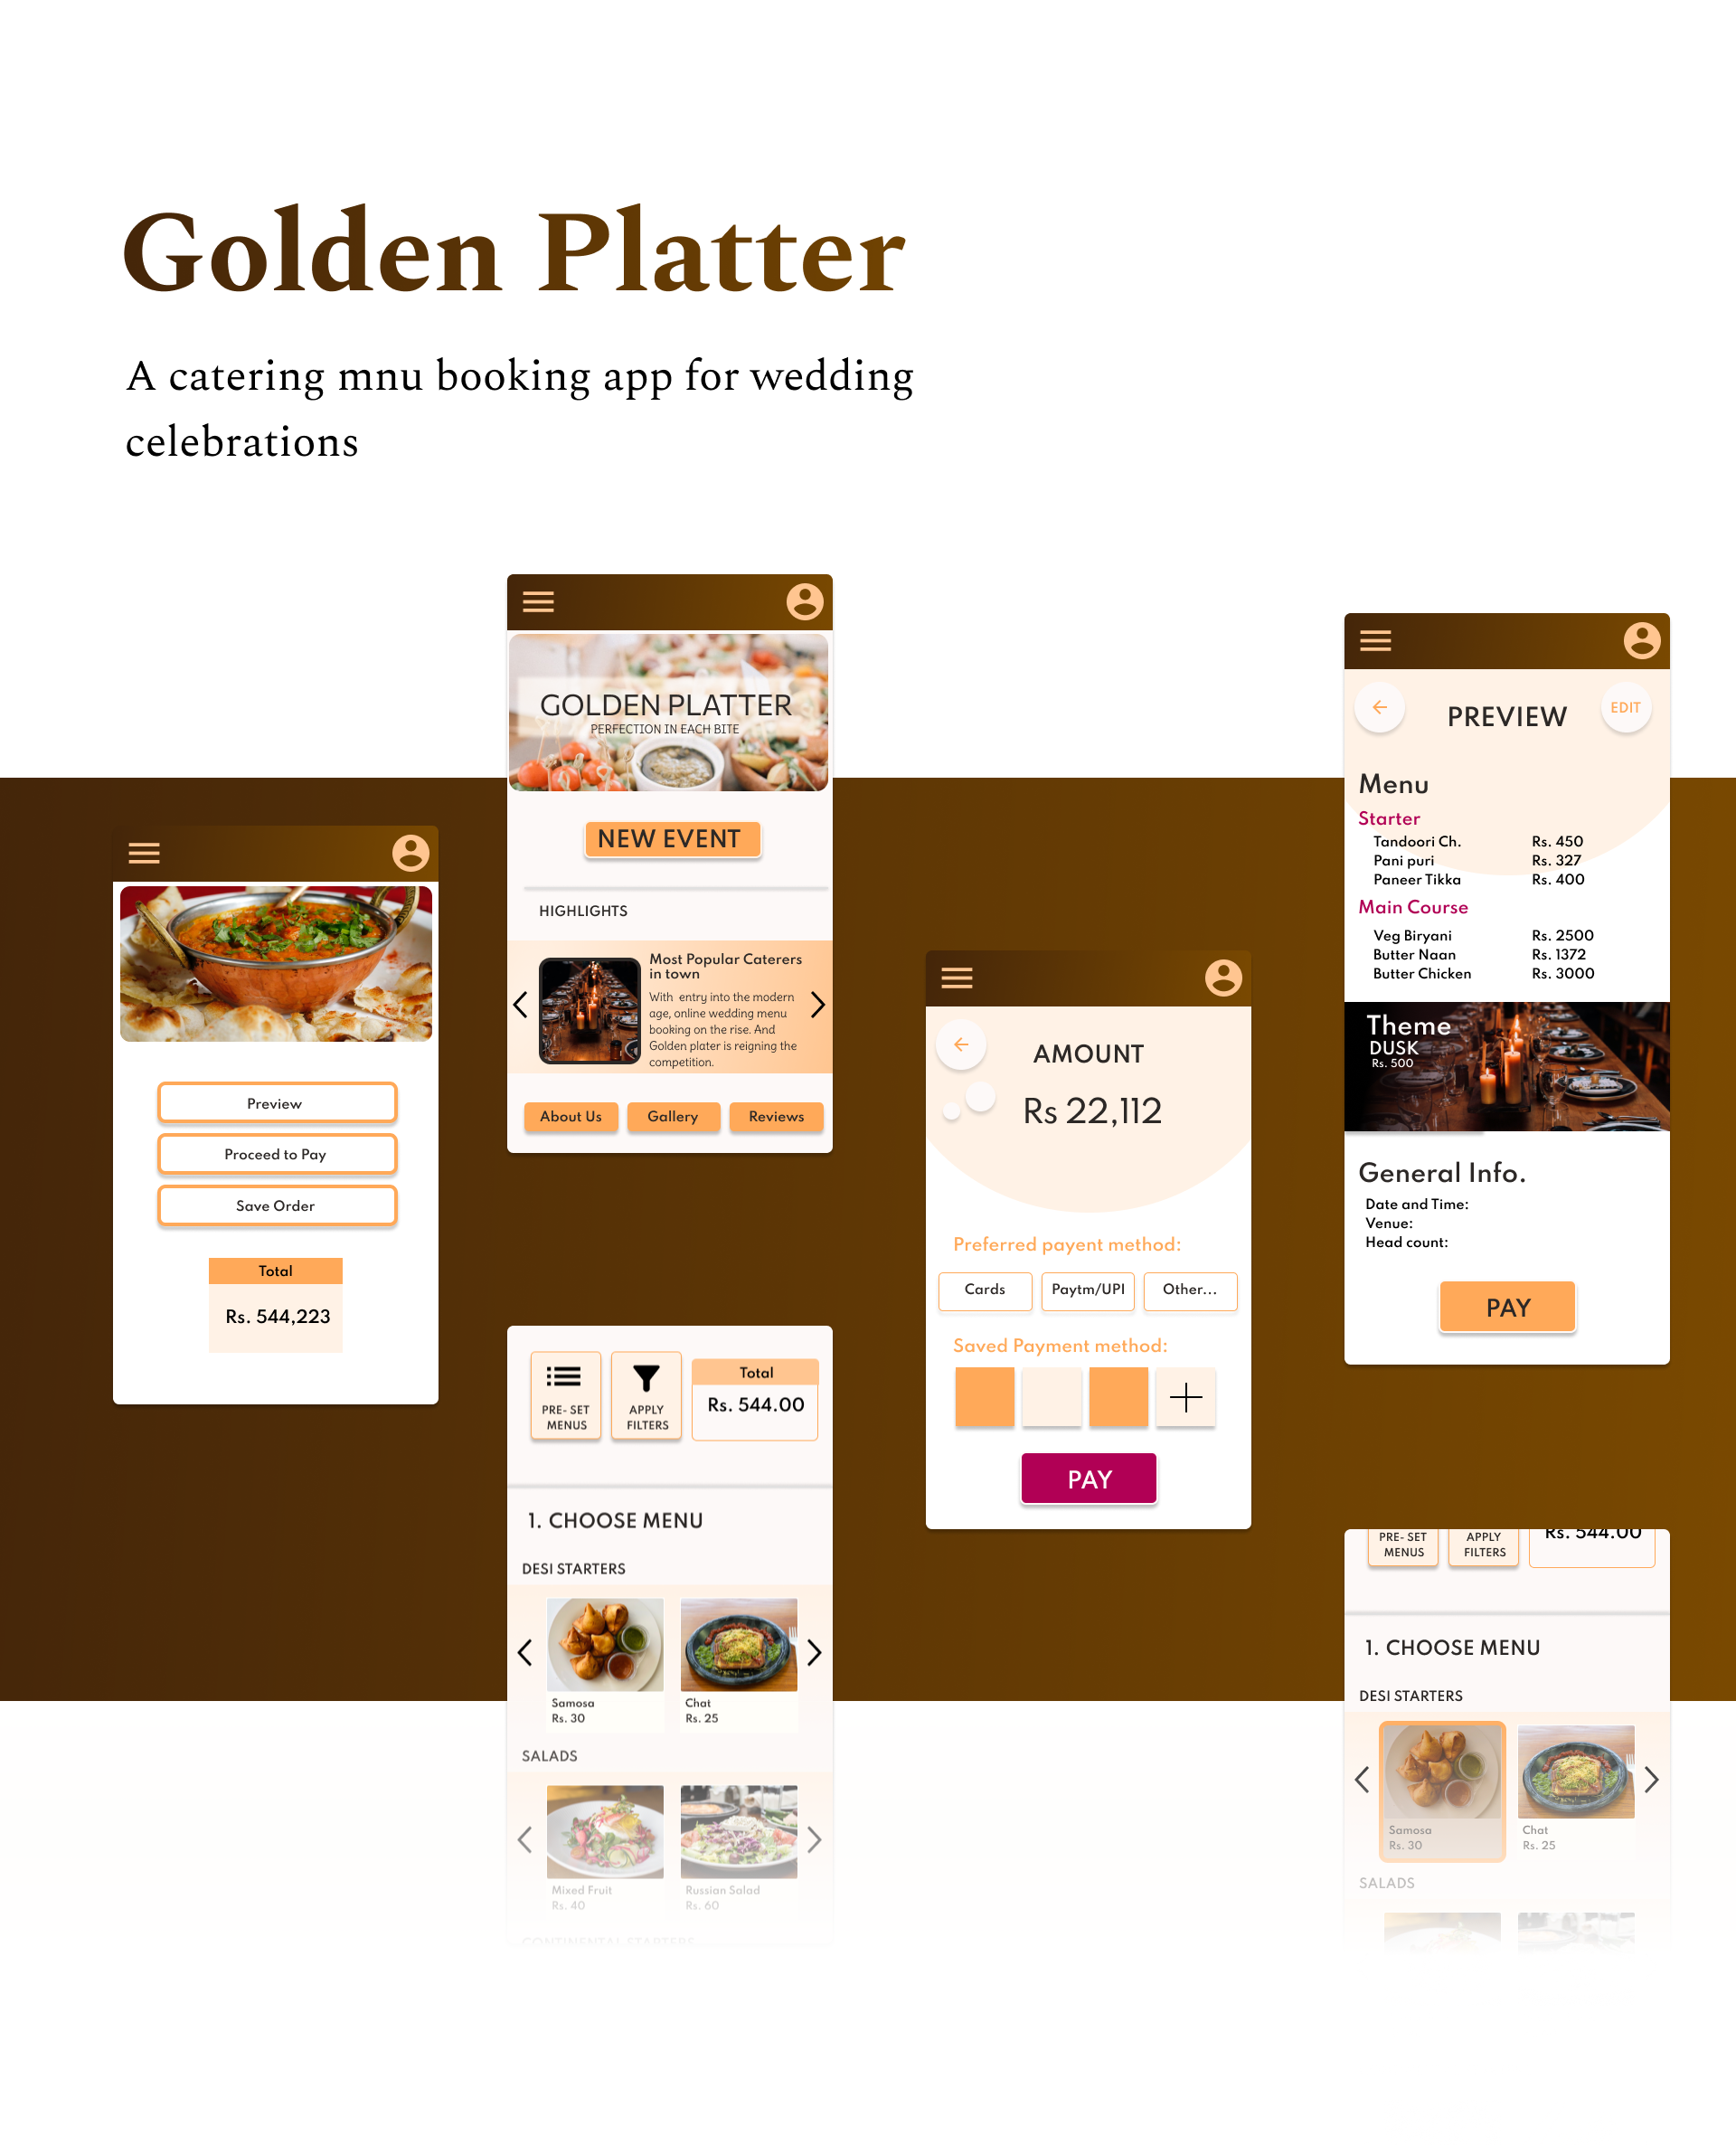 Golden Platter
A catering mnu booking app for wedding
celebrations
GOLDEN PLATTER
PERFECTION IN EACH BITE
NEW EVENT
HIGHLIGHTS
Most Popular Caterers
in town
With entry into the modern
age, online wedding menu
booking on the rise. And
Golden plater is reigning the
competition.
About Us Gallery Reviews
Preview
Proceed to Pay
Save Order
Total
Rs. 544,223
PRE- SET
MENUS
APPLY
FILTERS
Total
Rs. 544.00
1. CHOOSE MENU
DESI STARTERS
Samosa
Rs. 30
Chat
Rs. 25
SALADS
Mixed Fruit
Rs. 40
Russian Salad
Rs. 60
CONTINENTAL STARTERS
AMOUNT
Rs 22,112
Preferred payent method:
Cards Paytm/UPI Other...
Saved Payment method:
PAY
PREVIEW
EDIT
Menu
Starter
Tandoori Ch. Rs. 450
Pani puri Rs. 327
Paneer Tikka Rs. 400
Main Course
Veg Biryani Rs. 2500
Butter Naan Rs. 1372
Butter Chicken Rs. 3000
Theme
DUSK
Rs. 500
General Info.
Date and Time:
Venue:
Head count:
PAY
PRE- SET
MENUS
APPLY
FILTERS
Rs. 544.00
1. CHOOSE MENU
DESI STARTERS
Samosa
Rs. 30
Chat
Rs. 25
SALADS